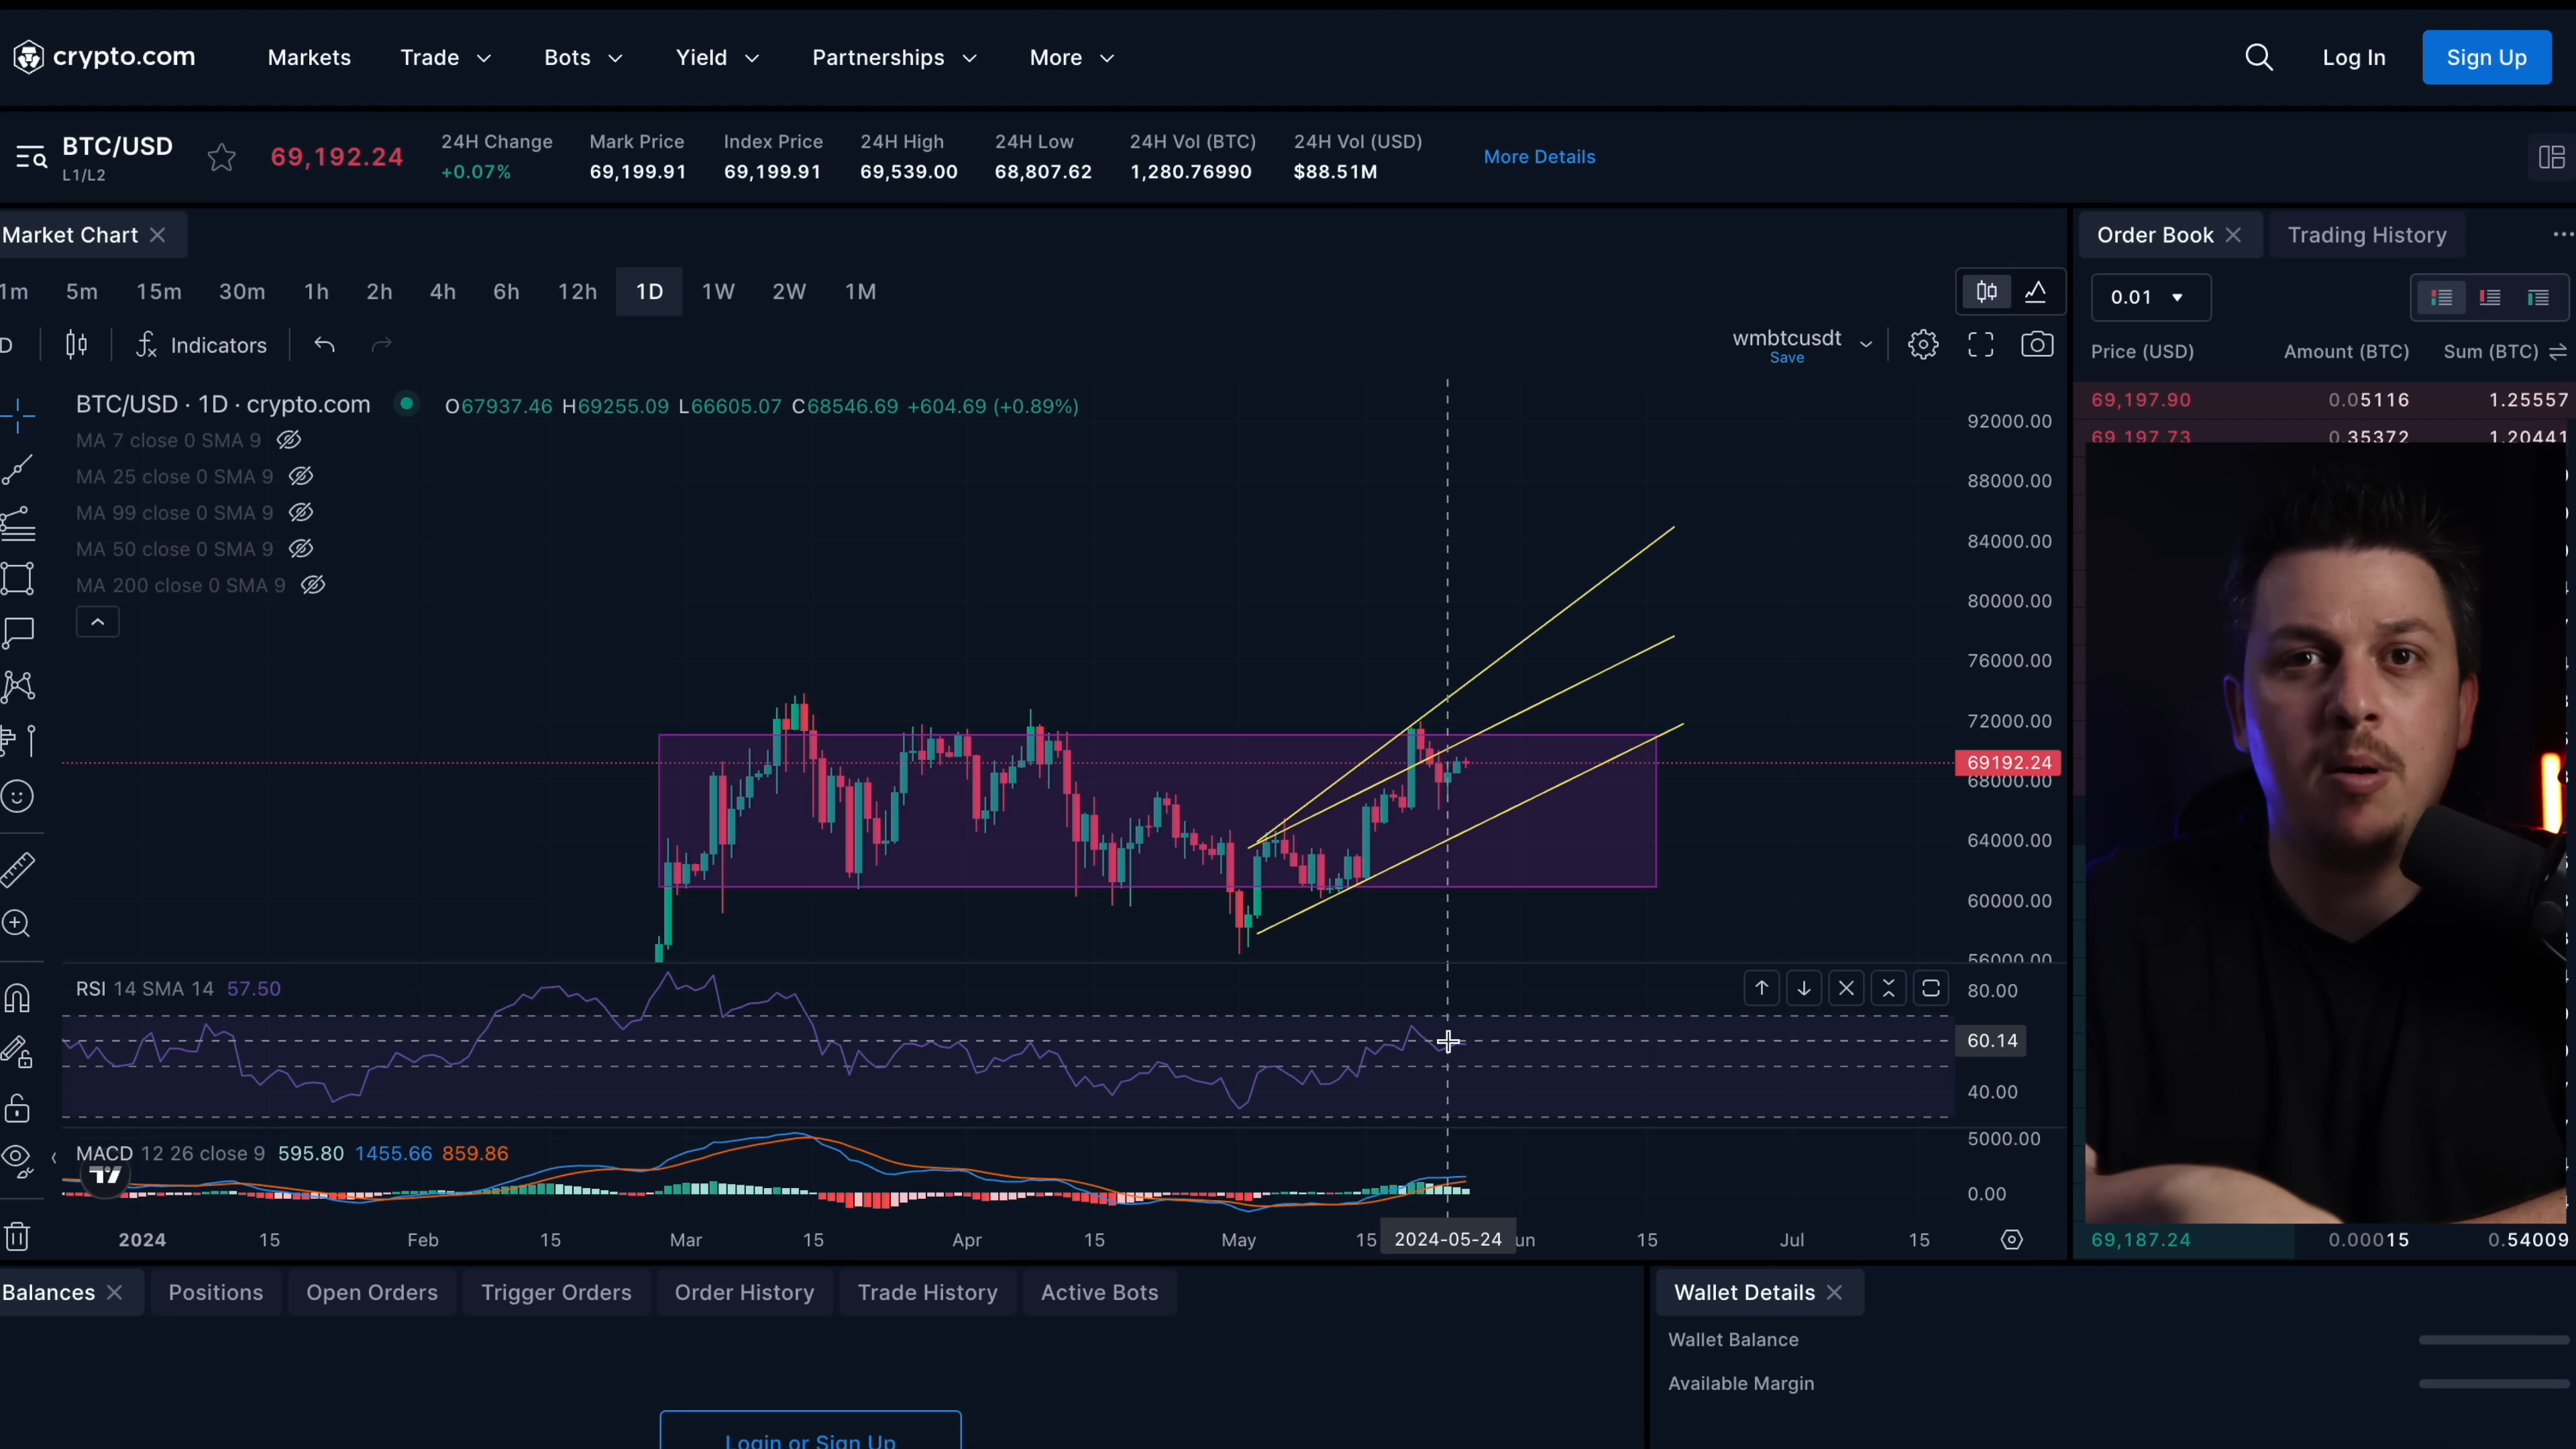 crypto.com Markets Trade Bots Yield Partnerships More Log In Sign Up
BTC/USD 69,192.24 24H Change Mark Price Index Price 24H High 24H Low 24H Vol (BTC) 24H Vol (USD) More Details
L1/L2 +0.07% 69,199.91 69,199.91 69,539.00 68,807.62 1,280.76990 $88.51M
Market Chart Order Book Trading History
1m 5m 15m 30m 1h 2h 4h 6h 12h 1D 1W 2W 1M 0.01
D Indicators wmbtcusdt
Save
Price (USD) Amount (BTC) Sum (BTC)
BTC/USD · 1D · crypto.com O67937.46 H69255.09 L66605.07 C68546.69 +604.69 (+0.89%)
69,197.90 0.05116 1.25557
69,197.73 0.35372 1.20441
MA 7 close 0 SMA 9
MA 25 close 0 SMA 9
MA 99 close 0 SMA 9
MA 50 close 0 SMA 9
MA 200 close 0 SMA 9
92000.00
88000.00
84000.00
80000.00
76000.00
72000.00
69192.24
68000.00
64000.00
60000.00
56000.00
RSI 14 SMA 14 57.50
80.00
60.14
40.00
MACD 12 26 close 9 595.80 1455.66 859.86
5000.00
0.00
2024 15 Feb 15 Mar 15 Apr 15 May 15 2024-05-24 un 15 Jul 15
69,187.24 0.00015 0.54009
Balances Positions Open Orders Trigger Orders Order History Trade History Active Bots Wallet Details
Wallet Balance
Available Margin
Login or Sign Up